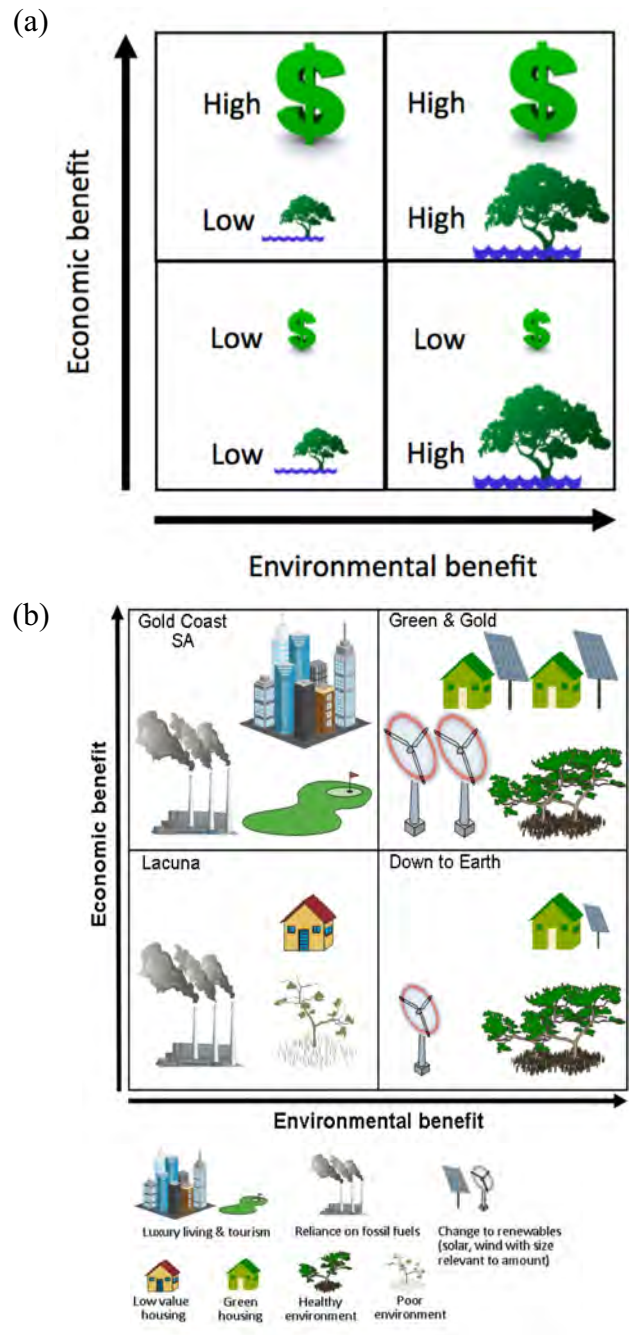 (a)
Economic benefit
High
$
High
$
Low
High
Low
$
Low
$
Low
High
Environmental benefit
(b)
Economic benefit
Gold Coast
SA
Green & Gold
Lacuna
Down to Earth
Environmental benefit
Luxury living & tourism
Reliance on fossil fuels
Change to renewables
(solar, wind with size
relevant to amount)
Low value
housing
Green
housing
Healthy
environment
Poor
environment